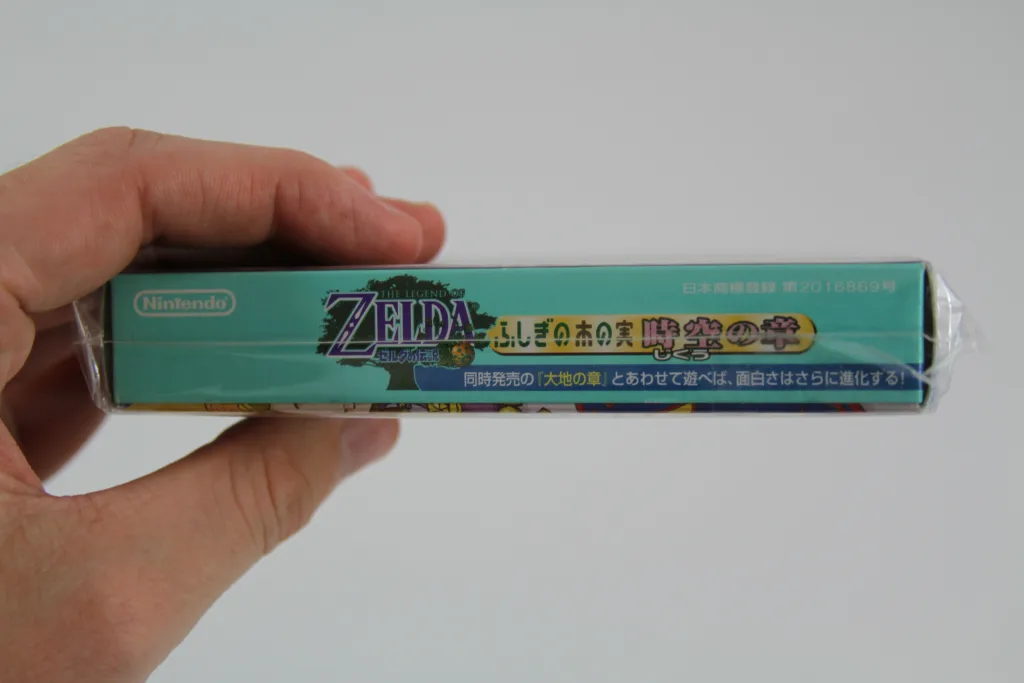 Nintendo
日本商標登録 第2016869号
THE LEGEND OF
ZELDA
ゼルダの伝説
ふしぎの木の実 時空の章
じくう
同時発売の『大地の章』とあわせて遊べば、面白さはさらに進化する!